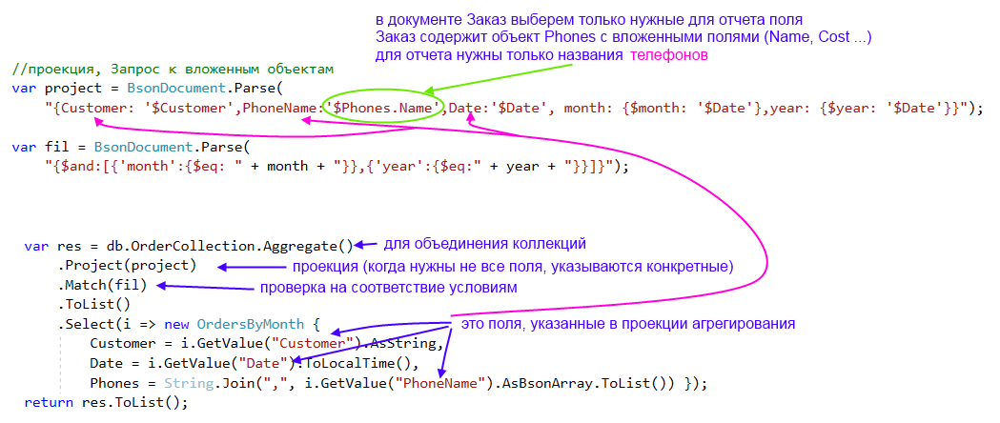 в документе Заказ выберем только нужные для отчета поля
Заказ содержит объект Phones с вложенными полями (Name, Cost ...)
для отчета нужны только названия телефонов
//проекция, Запрос к вложенным объектам
var project = BsonDocument.Parse(
"{Customer: '$Customer',PhoneName:'$Phones.Name',Date:'$Date', month: {$month: '$Date'},year: {$year: '$Date'}}");
var fil = BsonDocument.Parse(
"{$and:[{'month':{$eq: " + month + "}},{'year':{$eq:" + year + "}}]}");
var res = db.OrderCollection.Aggregate() для объединения коллекций
.Project(project) проекция (когда нужны не все поля, указываются конкретные)
.Match(fil) проверка на соответствие условиям
.ToList()
.Select(i => new OrdersByMonth { это поля, указанные в проекции агрегирования
Customer = i.GetValue("Customer").AsString,
Date = i.GetValue("Date").ToLocalTime(),
Phones = String.Join(",", i.GetValue("PhoneName").AsBsonArray.ToList()) });
return res.ToList();